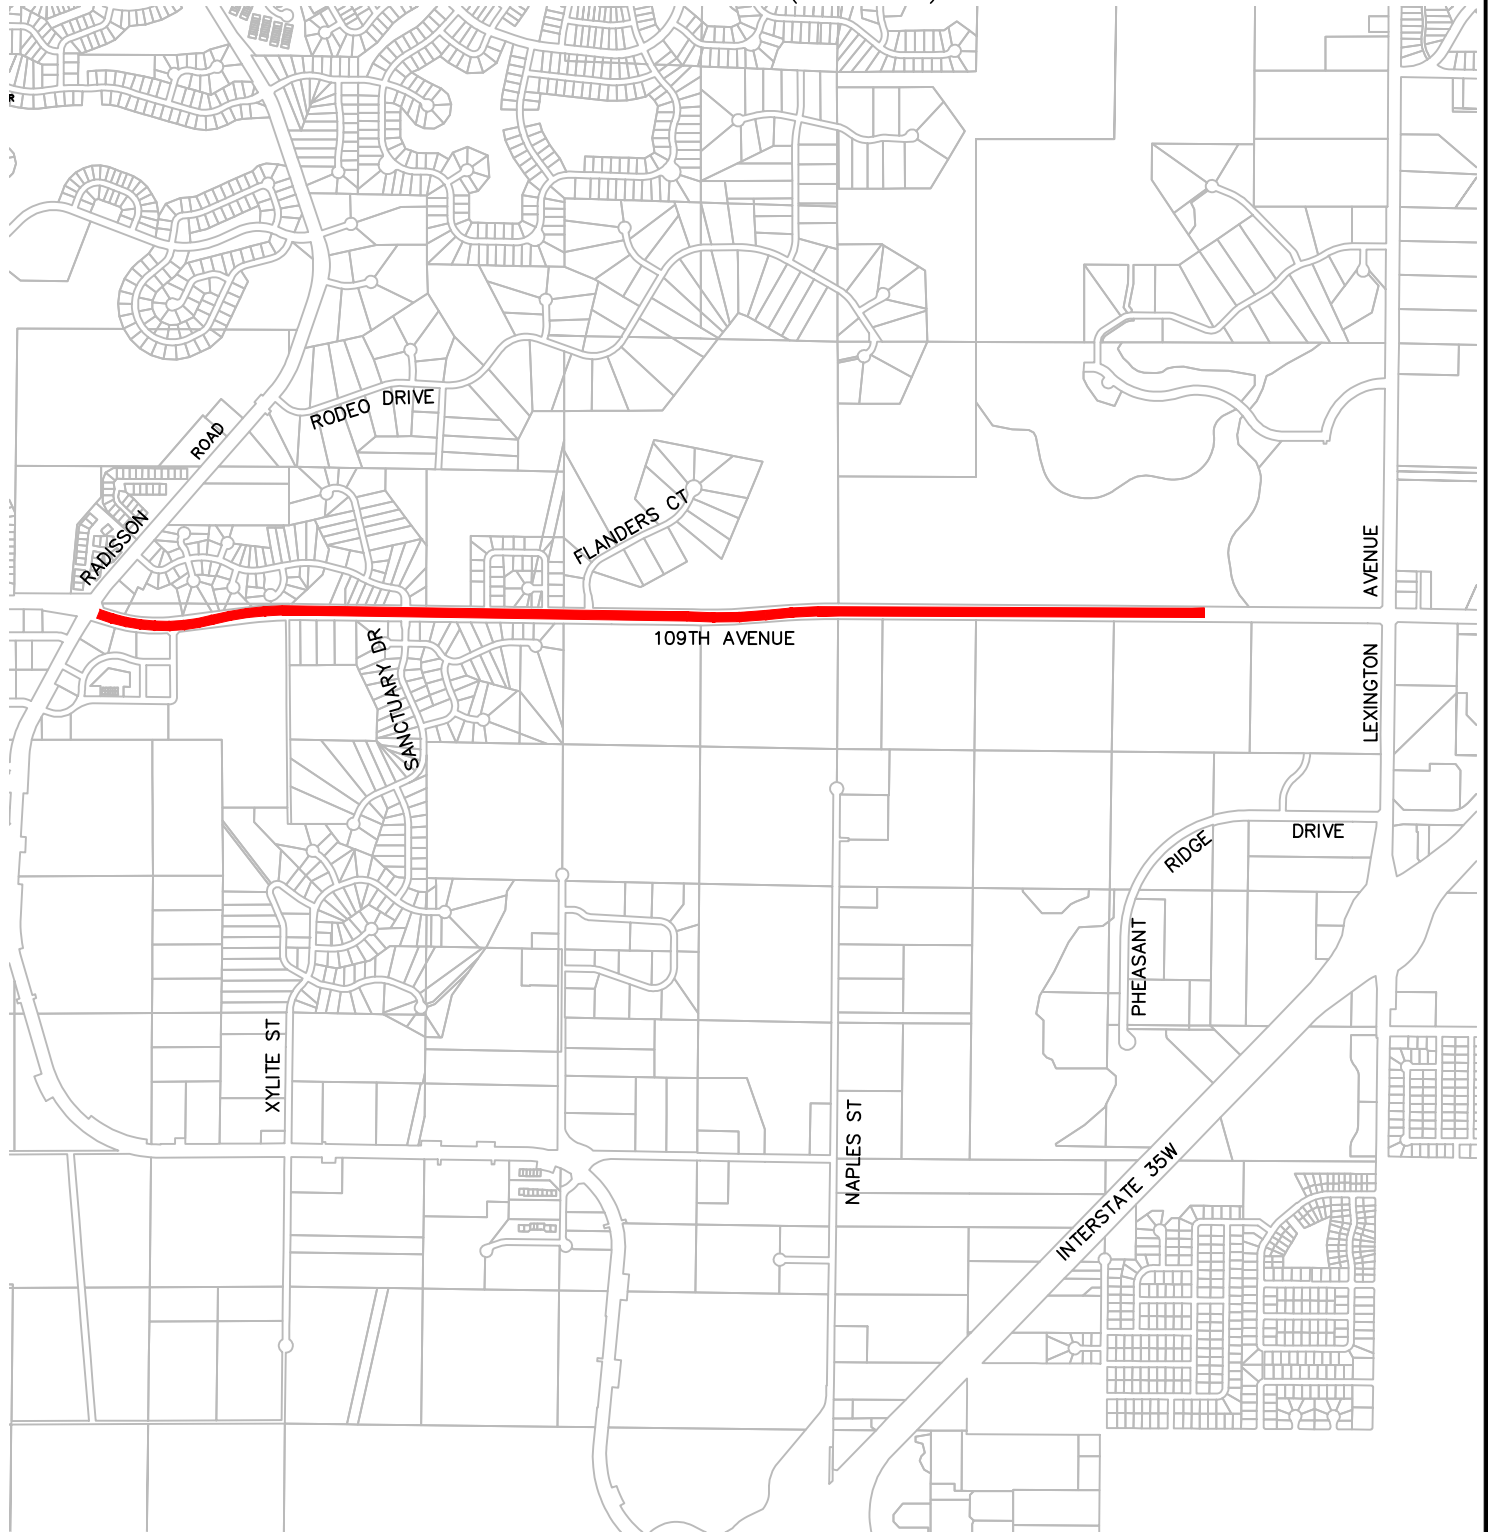 RODEO DRIVE
ROAD
RADISSON
FLANDERS CT
AVENUE
109TH AVENUE
SANCTUARY DR
LEXINGTON
RIDGE
DRIVE
PHEASANT
XYLITE ST
NAPLES ST
INTERSTATE 35W